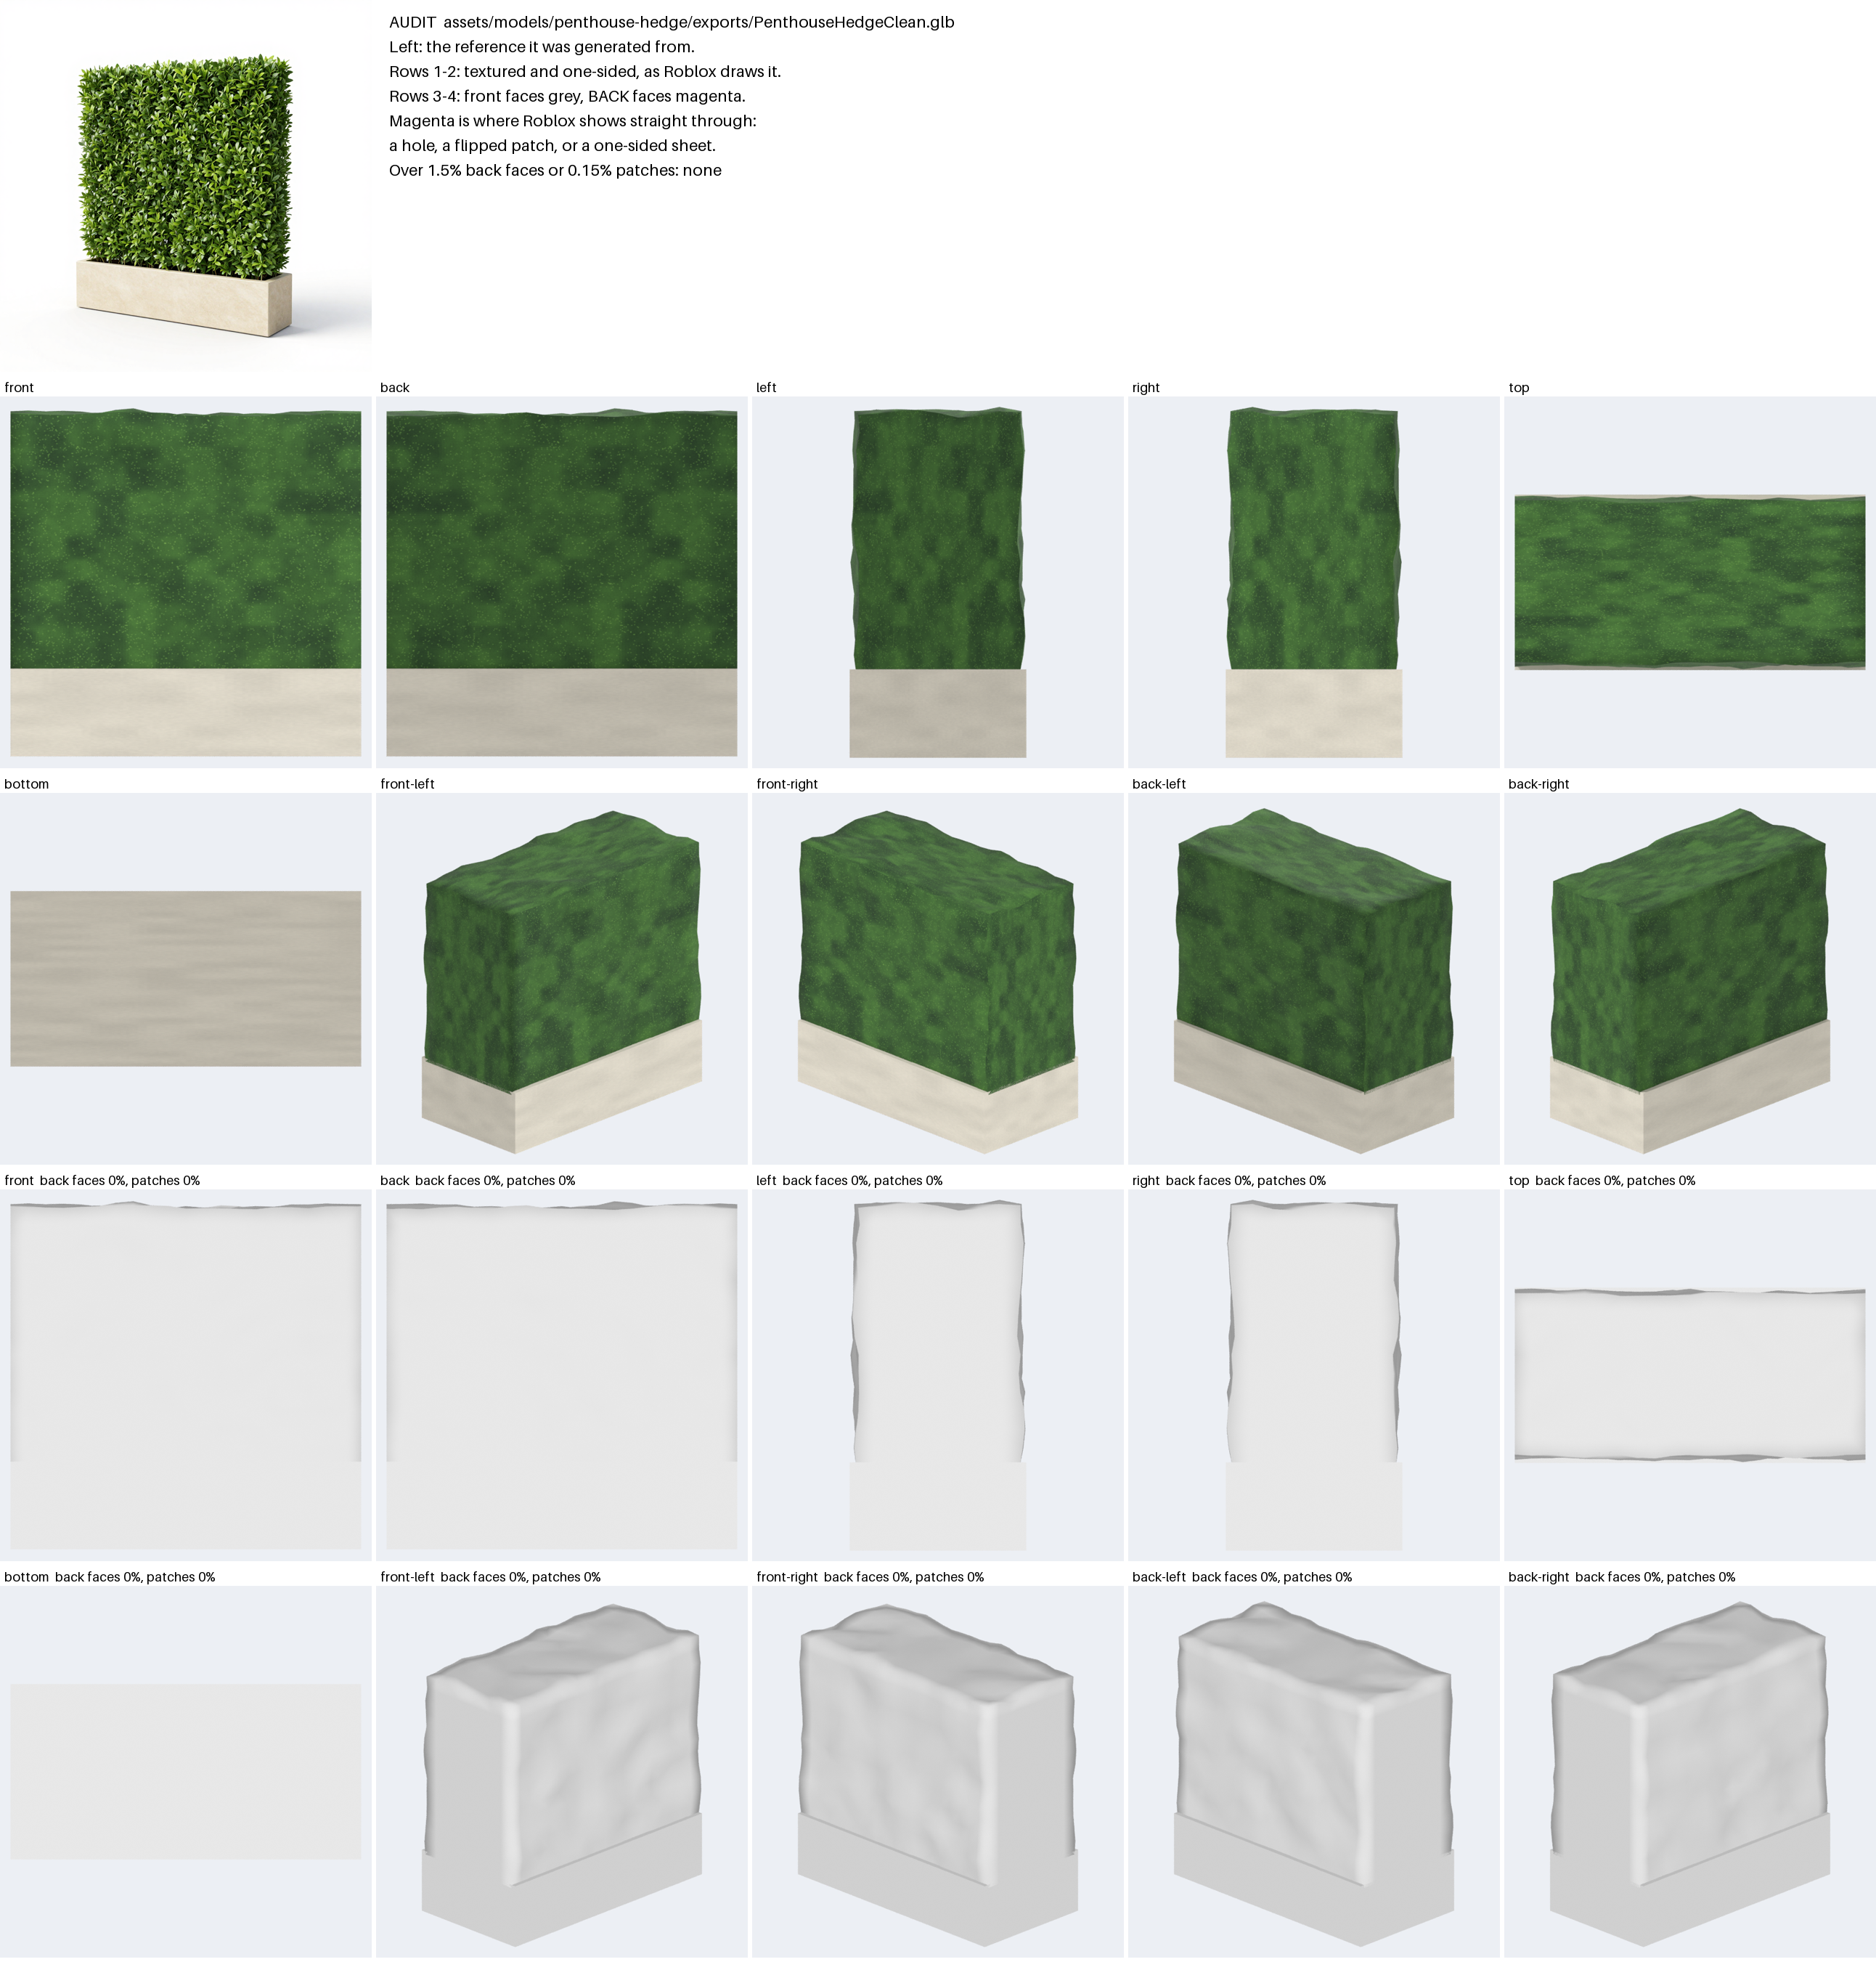 AUDIT  assets/models/penthouse-hedge/exports/PenthouseHedgeClean.glb
Left: the reference it was generated from.
Rows 1-2: textured and one-sided, as Roblox draws it.
Rows 3-4: front faces grey, BACK faces magenta.
Magenta is where Roblox shows straight through:
a hole, a flipped patch, or a one-sided sheet.
Over 1.5% back faces or 0.15% patches: none
front
back
left
right
top
bottom
front-left
front-right
back-left
back-right
front  back faces 0%, patches 0%
back  back faces 0%, patches 0%
left  back faces 0%, patches 0%
right  back faces 0%, patches 0%
top  back faces 0%, patches 0%
bottom  back faces 0%, patches 0%
front-left  back faces 0%, patches 0%
front-right  back faces 0%, patches 0%
back-left  back faces 0%, patches 0%
back-right  back faces 0%, patches 0%